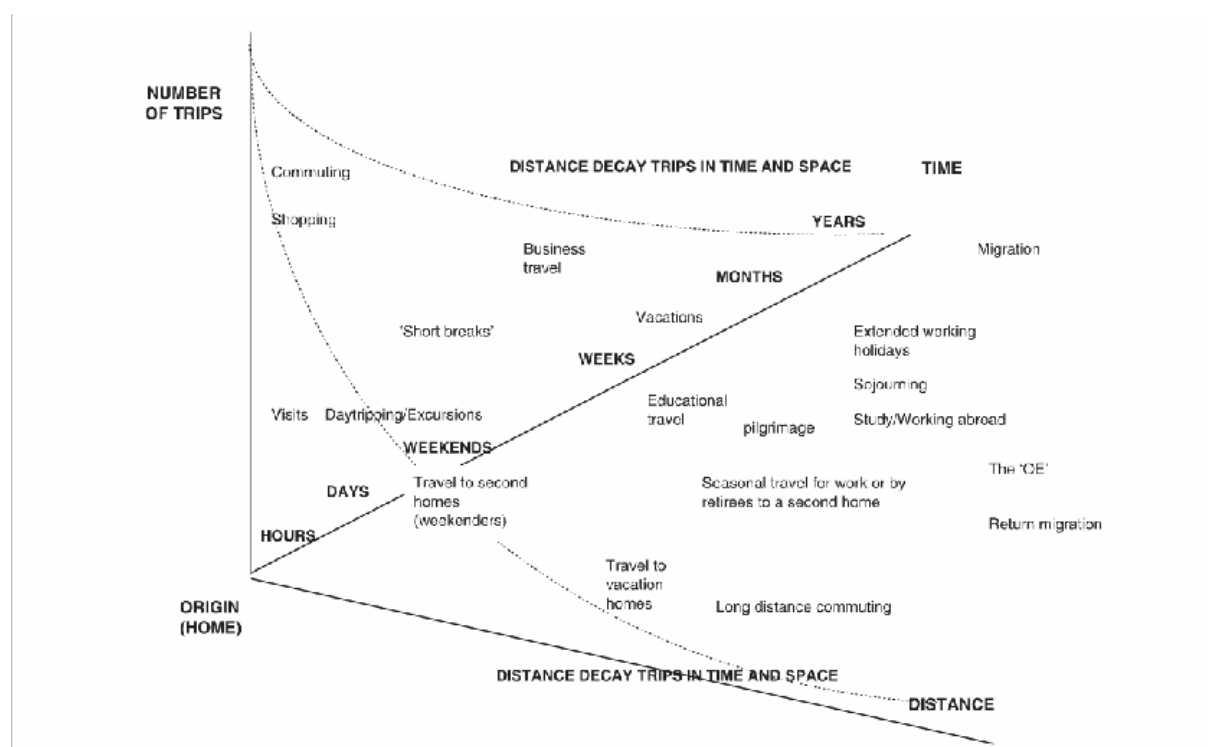 NUMBER
OF TRIPS
DISTANCE DECAY TRIPS IN TIME AND SPACE
TIME
Commuting
Shopping
YEARS
Business
travel
Migration
MONTHS
Vacations
'Short breaks'
Extended working
holidays
WEEKS
Sojourning
Educational
travel
Visits
Daytripping/Excursions
Study/Working abroad
pilgrimage
WEEKENDS
The 'OE'
Travel to second
homes
(weekenders)
Seasonal travel for work or by
retirees to a second home
DAYS
Return migration
HOURS
Travel to
vacation
homes
Long distance commuting
ORIGIN
(HOME)
DISTANCE DECAY TRIPS IN TIME AND SPACE
DISTANCE